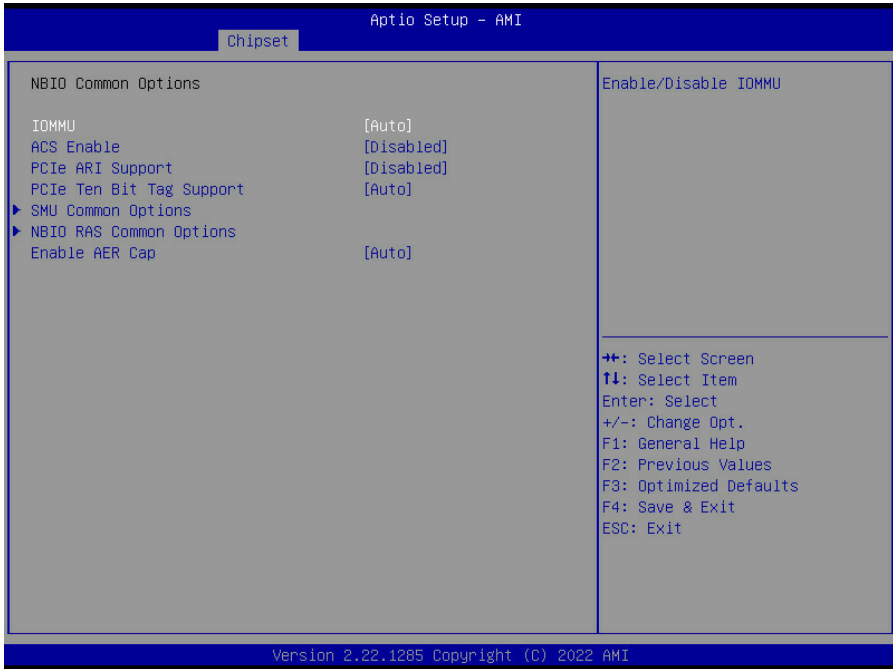 Aptio Setup – AMI
Chipset
NBIO Common Options
IOMMU [Auto]
ACS Enable [Disabled]
PCIe ARI Support [Disabled]
PCIe Ten Bit Tag Support [Auto]
SMU Common Options
NBIO RAS Common Options
Enable AER Cap [Auto]
Enable/Disable IOMMU
→←: Select Screen
↑↓: Select Item
Enter: Select
+/-: Change Opt.
F1: General Help
F2: Previous Values
F3: Optimized Defaults
F4: Save & Exit
ESC: Exit
Version 2.22.1285 Copyright (C) 2022 AMI